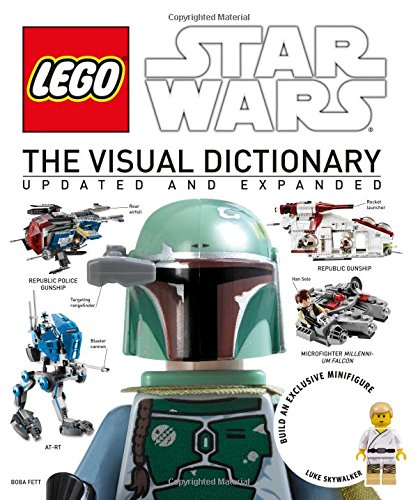 Copyrighted Material
LEGO
STAR
WARS®
THE VISUAL DICTIONARY
UPDATED AND EXPANDED
Rear
airfoil
REPUBLIC POLICE
GUNSHIP
Rocket
launcher
REPUBLIC GUNSHIP
Targeting
rangefinder
Han Solo
Blaster
cannon
MICROFIGHTER MILLENNI-
UM FALCON
AT-RT
BUILD AN EXCLUSIVE MINIFIGURE
LUKE SKYWALKER
BOBA FETT
Copyrighted Material